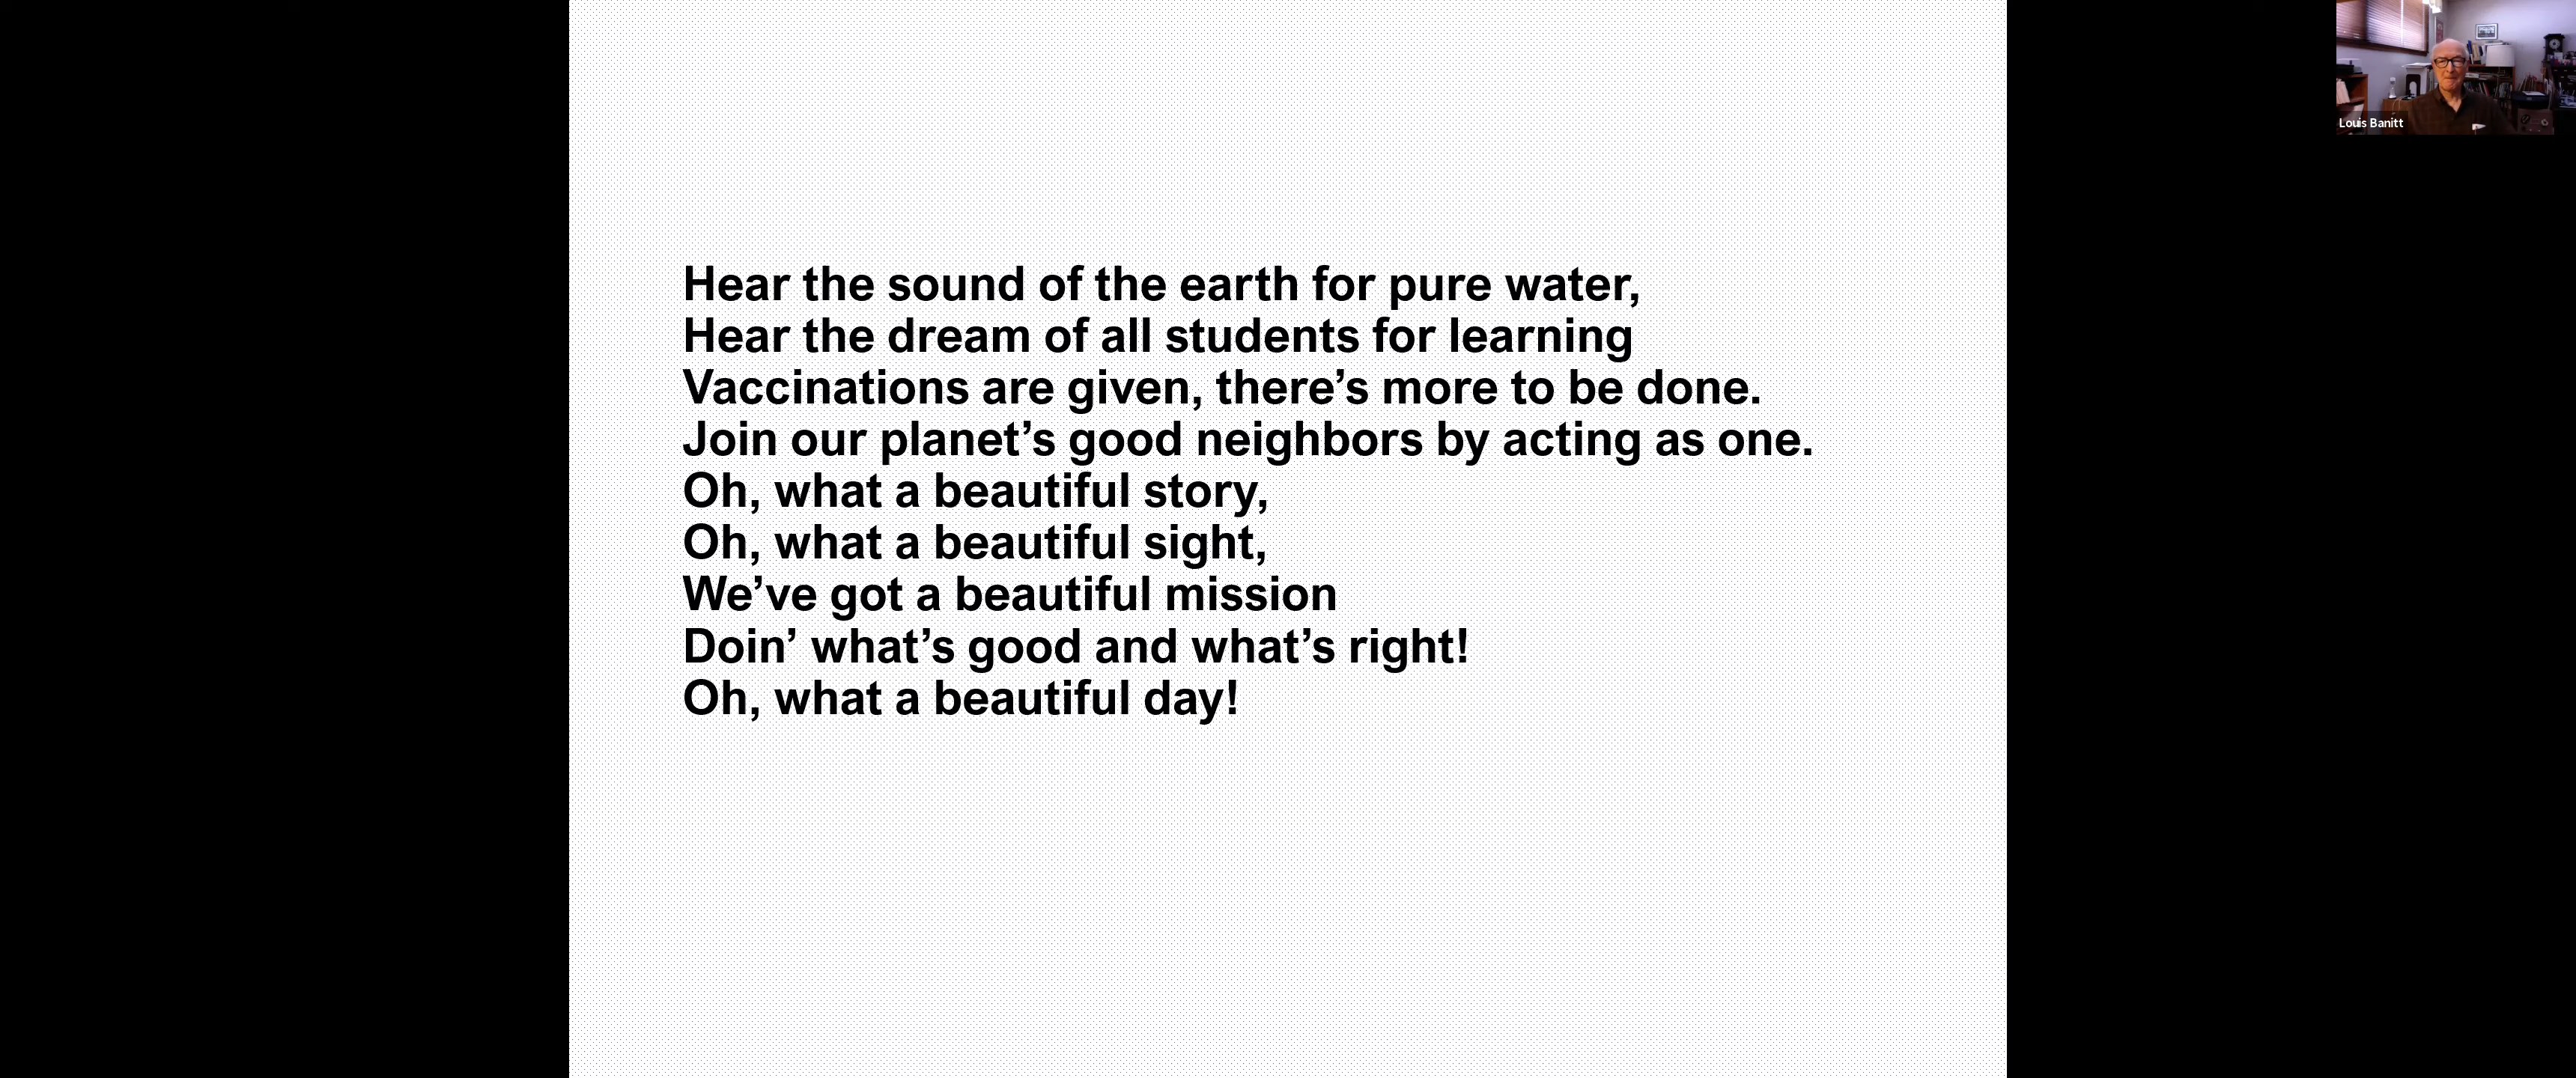 Hear the sound of the earth for pure water,
Hear the dream of all students for learning
Vaccinations are given, there’s more to be done.
Join our planet’s good neighbors by acting as one.
Oh, what a beautiful story,
Oh, what a beautiful sight,
We’ve got a beautiful mission
Doin’ what’s good and what’s right!
Oh, what a beautiful day!
Louis Banitt